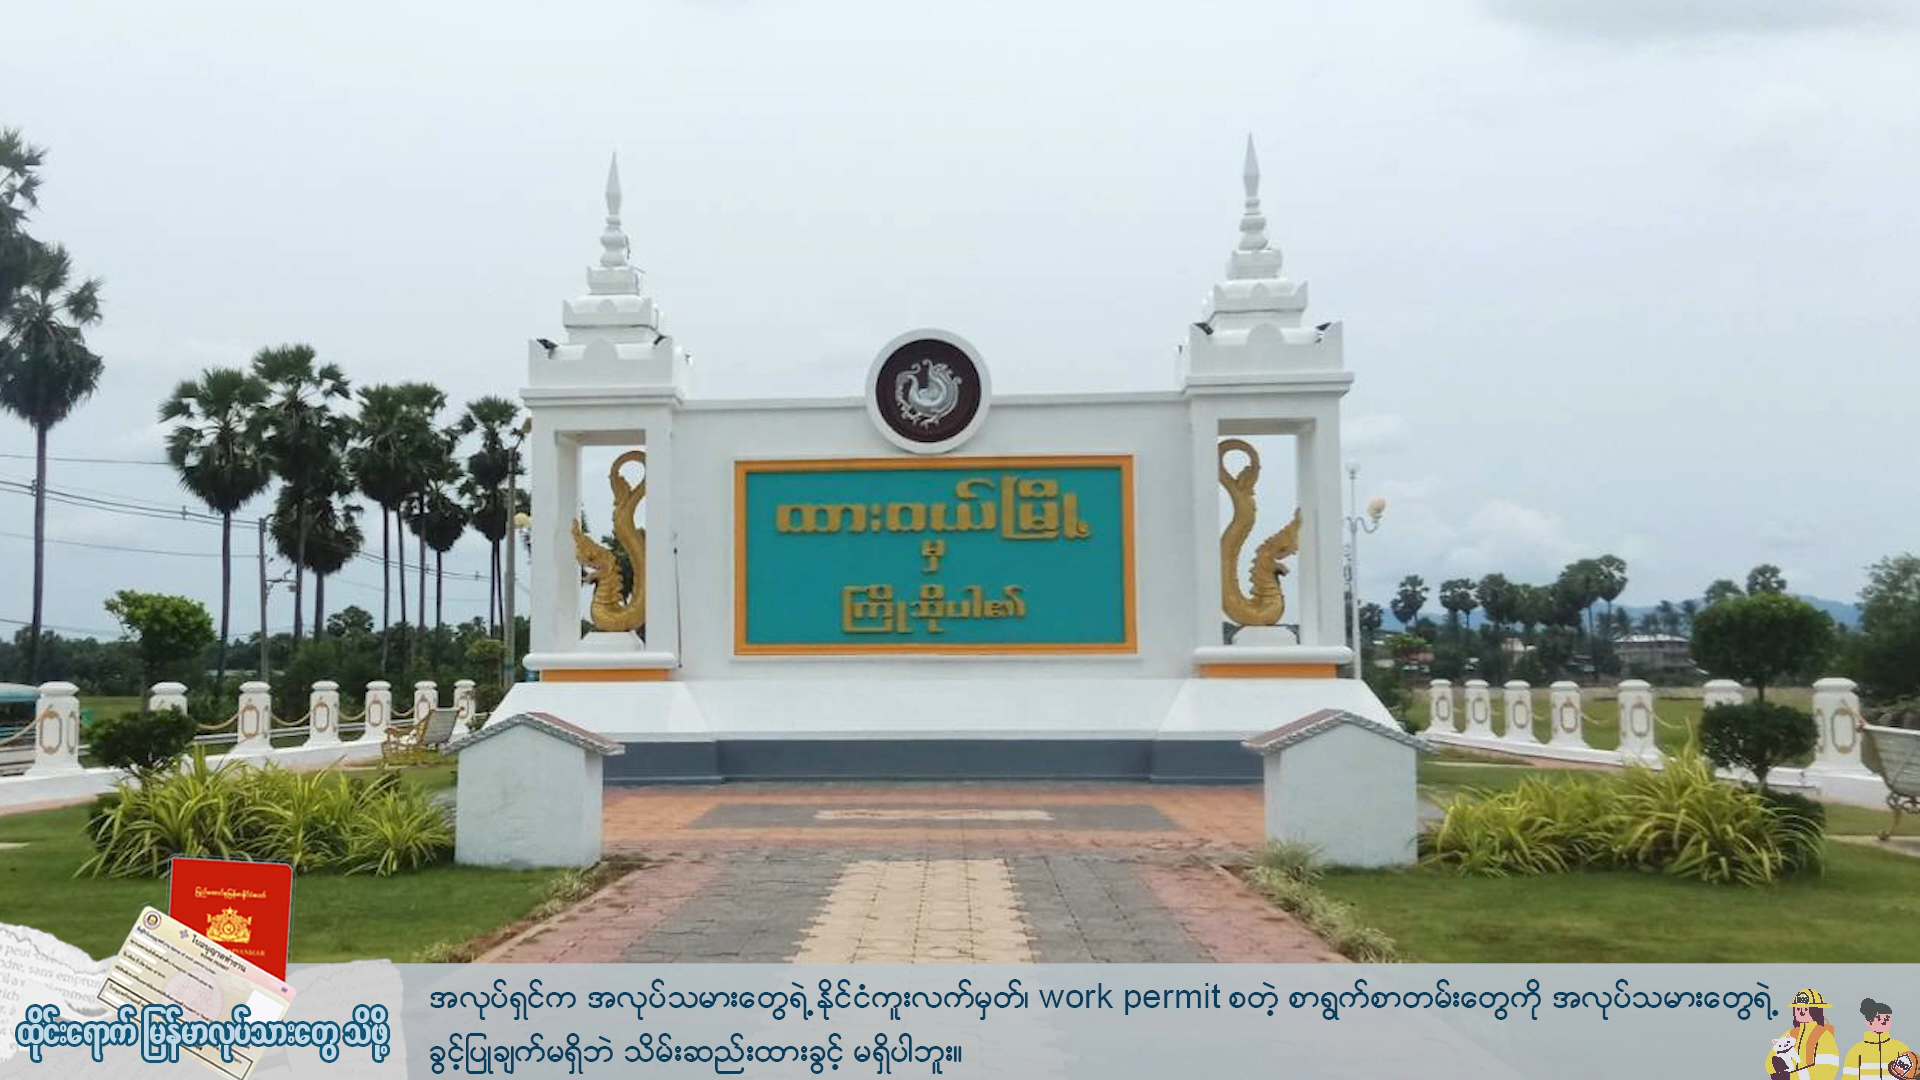 ထားဝယ်မြို့
မှ
ကြိုဆိုပါ၏
ထိုင်းရောက် မြန်မာလုပ်သားတွေ သိဖို့
အလုပ်ရှင်က အလုပ်သမားတွေရဲ့ နိုင်ငံကူးလက်မှတ်၊ work permit စတဲ့ စာရွက်စာတမ်းတွေကို အလုပ်သမားတွေရဲ့
ခွင့်ပြုချက်မရှိဘဲ သိမ်းဆည်းထားခွင့် မရှိပါဘူး။